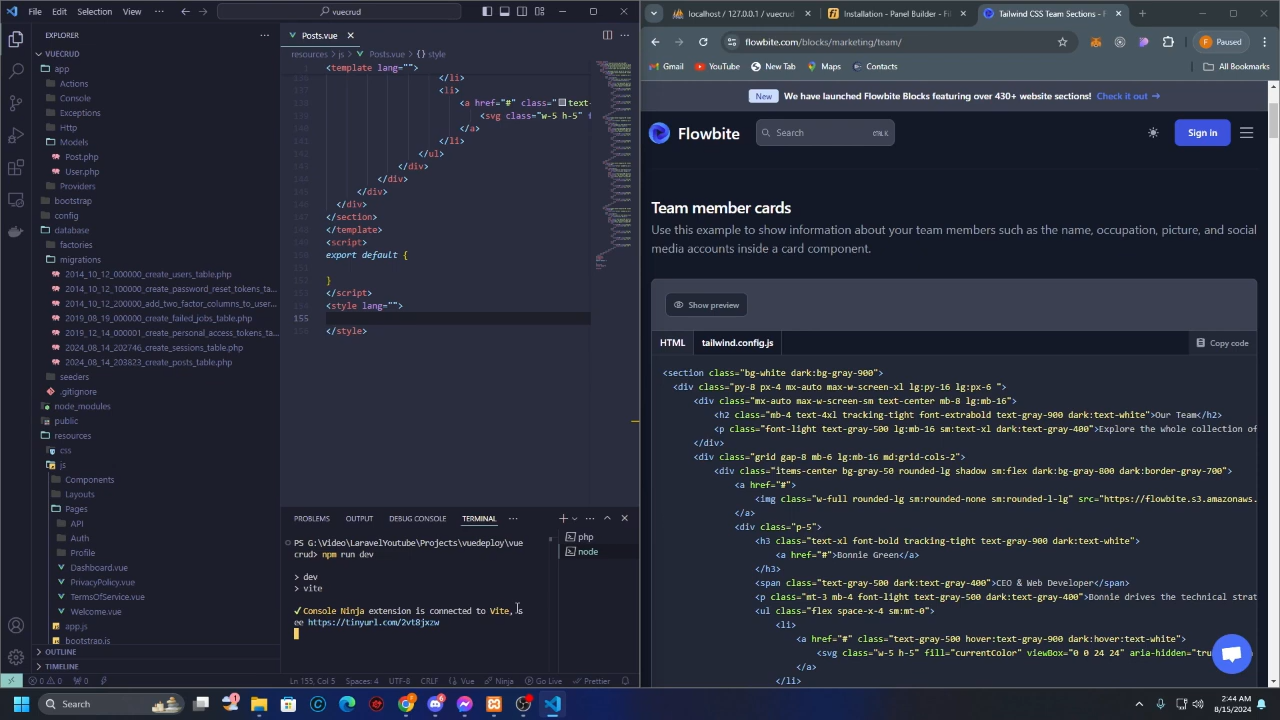 File Edit Selection View ··· vuecrud
EXPLORER
VUECRUD
app
Actions
Console
Exceptions
Http
Models
Post.php
User.php
Providers
bootstrap
config
database
factories
migrations
2014_10_12_000000_create_users_table.php
2014_10_12_100000_create_password_reset_tokens_ta...
2014_10_12_200000_add_two_factor_columns_to_user...
2019_08_19_000000_create_failed_jobs_table.php
2019_12_14_000001_create_personal_access_tokens_ta...
2024_08_14_202746_create_sessions_table.php
2024_08_14_203823_create_posts_table.php
seeders
.gitignore
node_modules
public
resources
css
js
Components
Layouts
Pages
API
Auth
Profile
Dashboard.vue
PrivacyPolicy.vue
TermsOfService.vue
Welcome.vue
app.js
bootstrap.js
OUTLINE
TIMELINE
Posts.vue
resources > js > Posts.vue > {} style
<template lang="">
</li>
<li>
<a href="#" class="text-
<svg class="w-5 h-5" f
</a>
</li>
</ul>
</div>
</div>
</div>
</div>
</section>
</template>
<script>
export default {
}
</script>
<style lang="">
155
</style>
PROBLEMS OUTPUT DEBUG CONSOLE TERMINAL ···
PS G:\Video\LaravelYoutube\Projects\vuedeploy\vue
crud> npm run dev
> dev
> vite
✓Console Ninja extension is connected to Vite, s
ee https://tinyurl.com/2vt8jxzw
php
node
0 0 0 Ln 155, Col 5 Spaces: 4 UTF-8 CRLF Vue Ninja Go Live Prettier
localhost / 127.0.0.1 / vuecrud
Installation - Panel Builder - Fil
Tailwind CSS Team Sections - F
flowbite.com/blocks/marketing/team/
Paused
Gmail YouTube New Tab Maps Contacts All Bookmarks
New We have launched Flowbite Blocks featuring over 430+ website sections! Check it out →
Flowbite Search CTRL K Sign in
Team member cards
Use this example to show information about your team members such as the name, occupation, picture, and social
media accounts inside a card component.
Show preview
HTML tailwind.config.js Copy code
<div class="py-8 px-4 mx-auto max-w-screen-xl lg:py-16 lg:px-6 ">
<div class="mx-auto max-w-screen-sm text-center mb-8 lg:mb-16">
<h2 class="mb-4 text-4xl tracking-tight font-extrabold text-gray-900 dark:text-white">Our Team</h2>
<p class="font-light text-gray-500 lg:mb-16 sm:text-xl dark:text-gray-400">Explore the whole collection of
</div>
<div class="grid gap-8 mb-6 lg:mb-16 md:grid-cols-2">
<div class="items-center bg-gray-50 rounded-lg shadow sm:flex dark:bg-gray-800 dark:border-gray-700">
<a href="#">
<img class="w-full rounded-lg sm:rounded-none sm:rounded-l-lg" src="https://flowbite.s3.amazonaws.
</a>
<div class="p-5">
<h3 class="text-xl font-bold tracking-tight text-gray-900 dark:text-white">
<a href="#">Bonnie Green</a>
</h3>
<span class="text-gray-500 dark:text-gray-400">CEO & Web Developer</span>
<p class="mt-3 mb-4 font-light text-gray-500 dark:text-gray-400">Bonnie drives the technical strat
<ul class="flex space-x-4 sm:mt-0">
<li>
<a href="#" class="text-gray-500 hover:text-gray-900 dark:hover:text-white">
<svg class="w-5 h-5" fill="currentColor" viewBox="0 0 24 24" aria-hidden="tru
Search
2:44 AM
8/15/2024